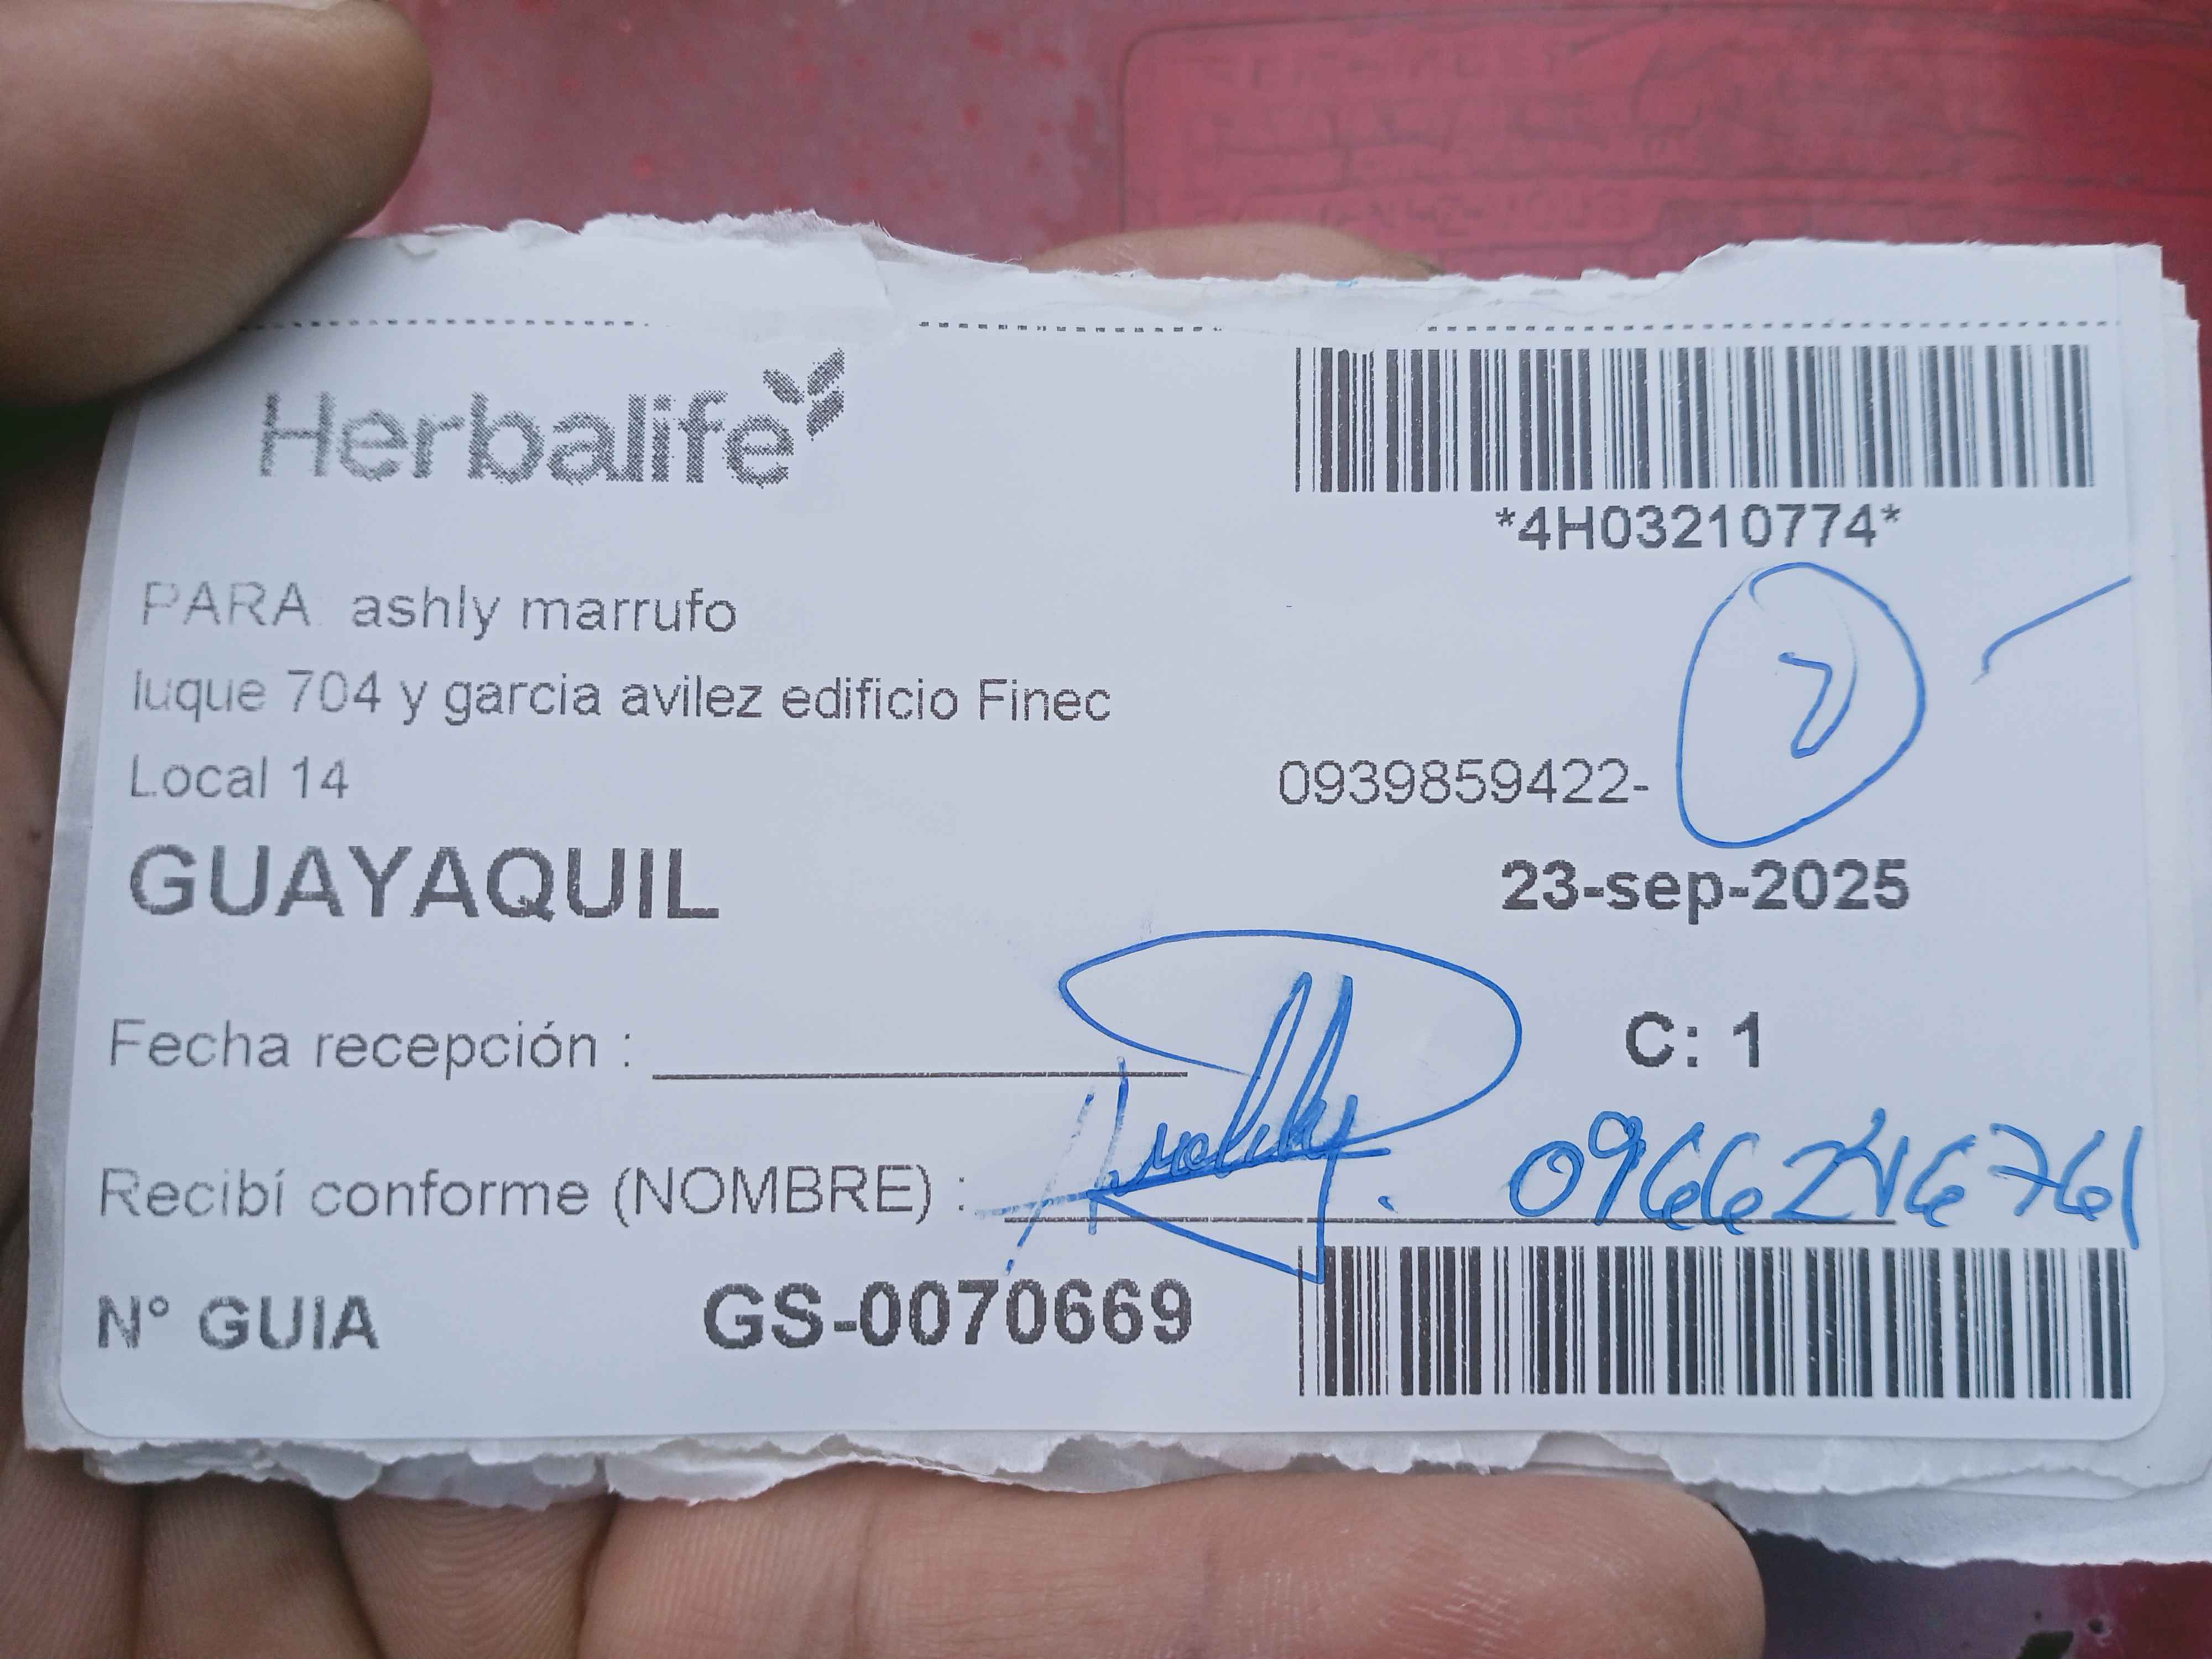 Herbalife
*4H03210774*
PARA ashly marrufo
luque 704 y garcia avilez edificio Finec
Local 14
0939859422-
7
GUAYAQUIL
23-sep-2025
Fecha recepción :
C: 1
Recibí conforme (NOMBRE) :
N° GUIA GS-0070669